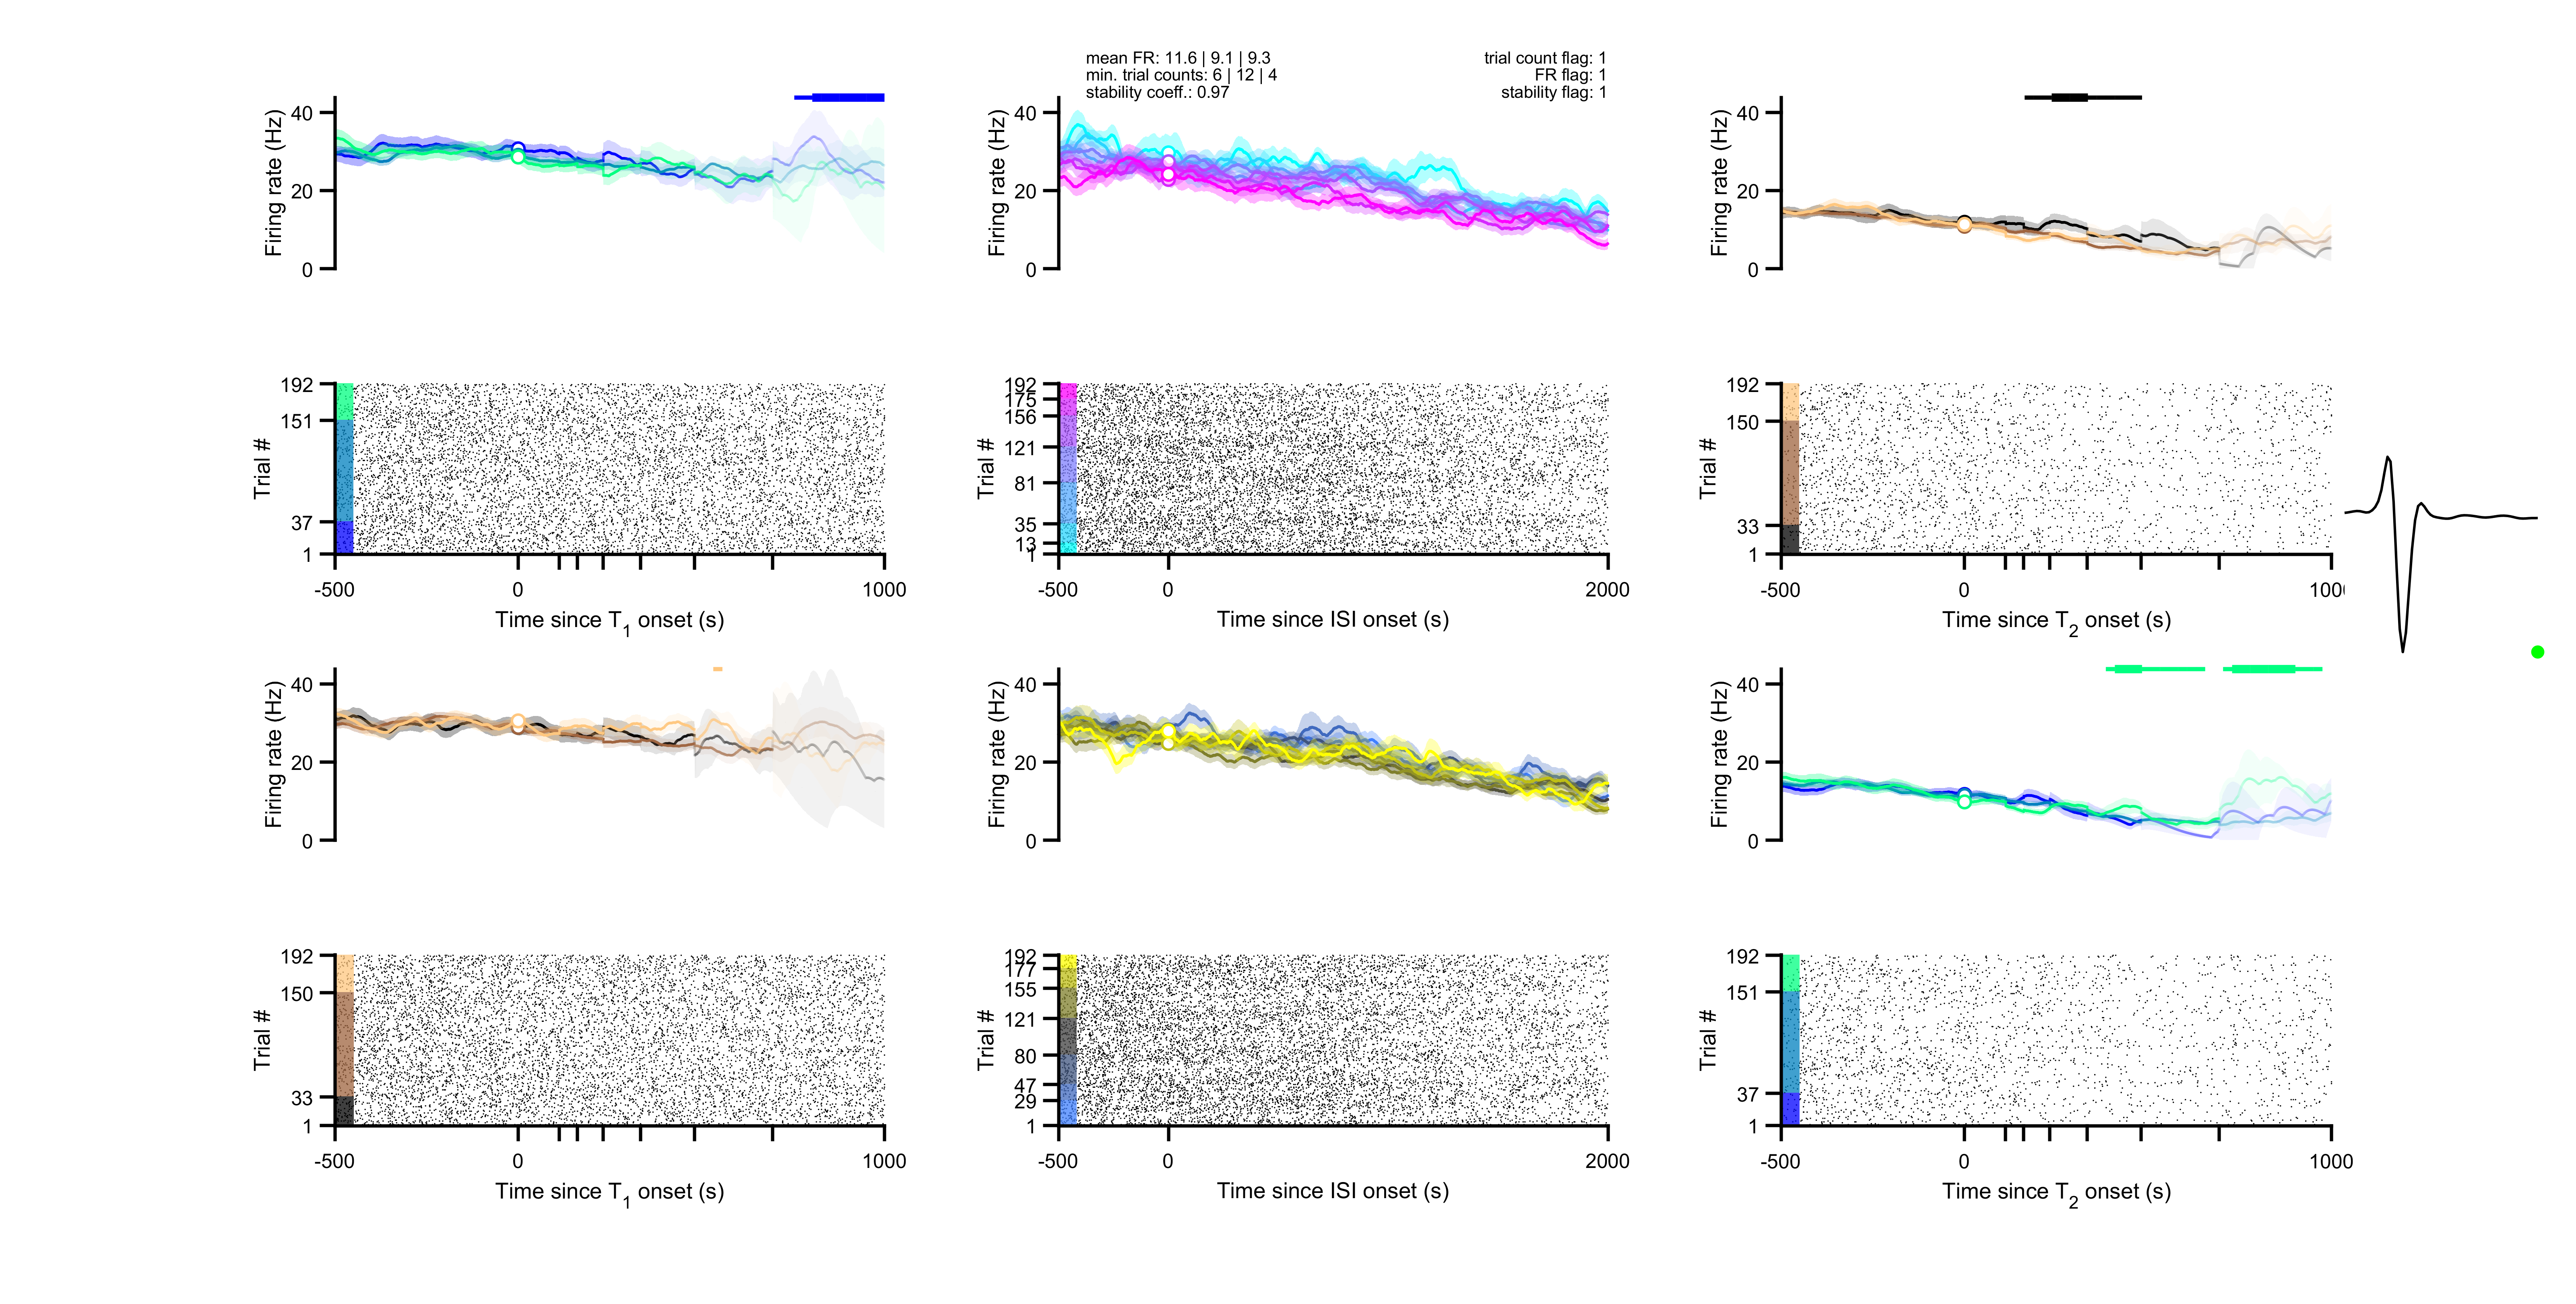 mean FR: 11.6 | 9.1 | 9.3
min. trial counts: 6 | 12 | 4
stability coeff.: 0.97
trial count flag: 1
FR flag: 1
stability flag: 1
Firing rate (Hz)
40
20
0
Firing rate (Hz)
40
20
0
Firing rate (Hz)
40
20
0
Trial #
192
151
37
1
-500
0
1000
Time since T1 onset (s)
Trial #
192
175
156
121
81
35
13
1
-500
0
2000
Time since ISI onset (s)
Trial #
192
150
33
1
-500
0
100
Time since T2 onset (s)
Firing rate (Hz)
40
20
0
Firing rate (Hz)
40
20
0
Firing rate (Hz)
40
20
0
Trial #
192
150
33
1
-500
0
1000
Time since T1 onset (s)
Trial #
192
177
155
121
80
47
29
1
-500
0
2000
Time since ISI onset (s)
Trial #
192
151
37
1
-500
0
1000
Time since T2 onset (s)